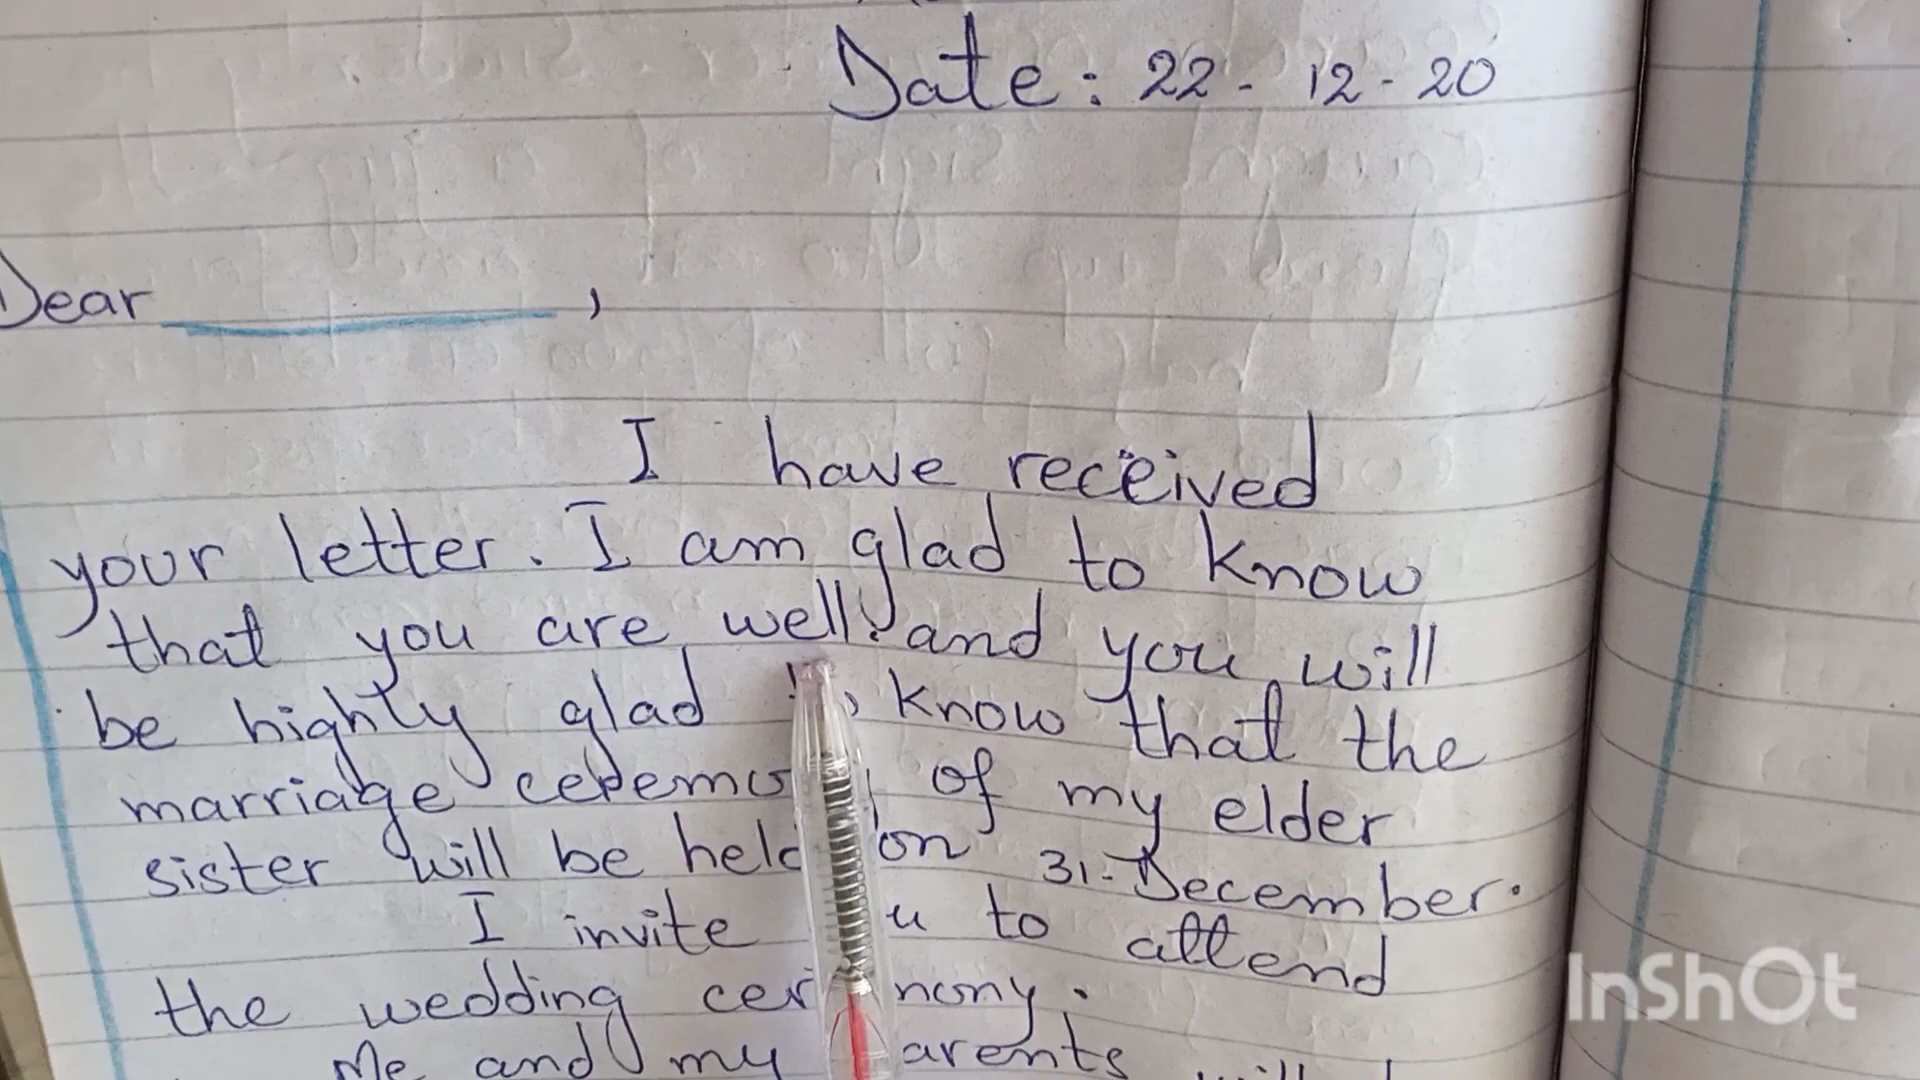 Date: 22-12-20
Dear ________,
I have received
your letter. I am glad to know
that you are well. and you will
be highly glad know that the
marriage of my elder
sister will be on 31-December.
I invite to attend
the wedding
Me and my
InShOt